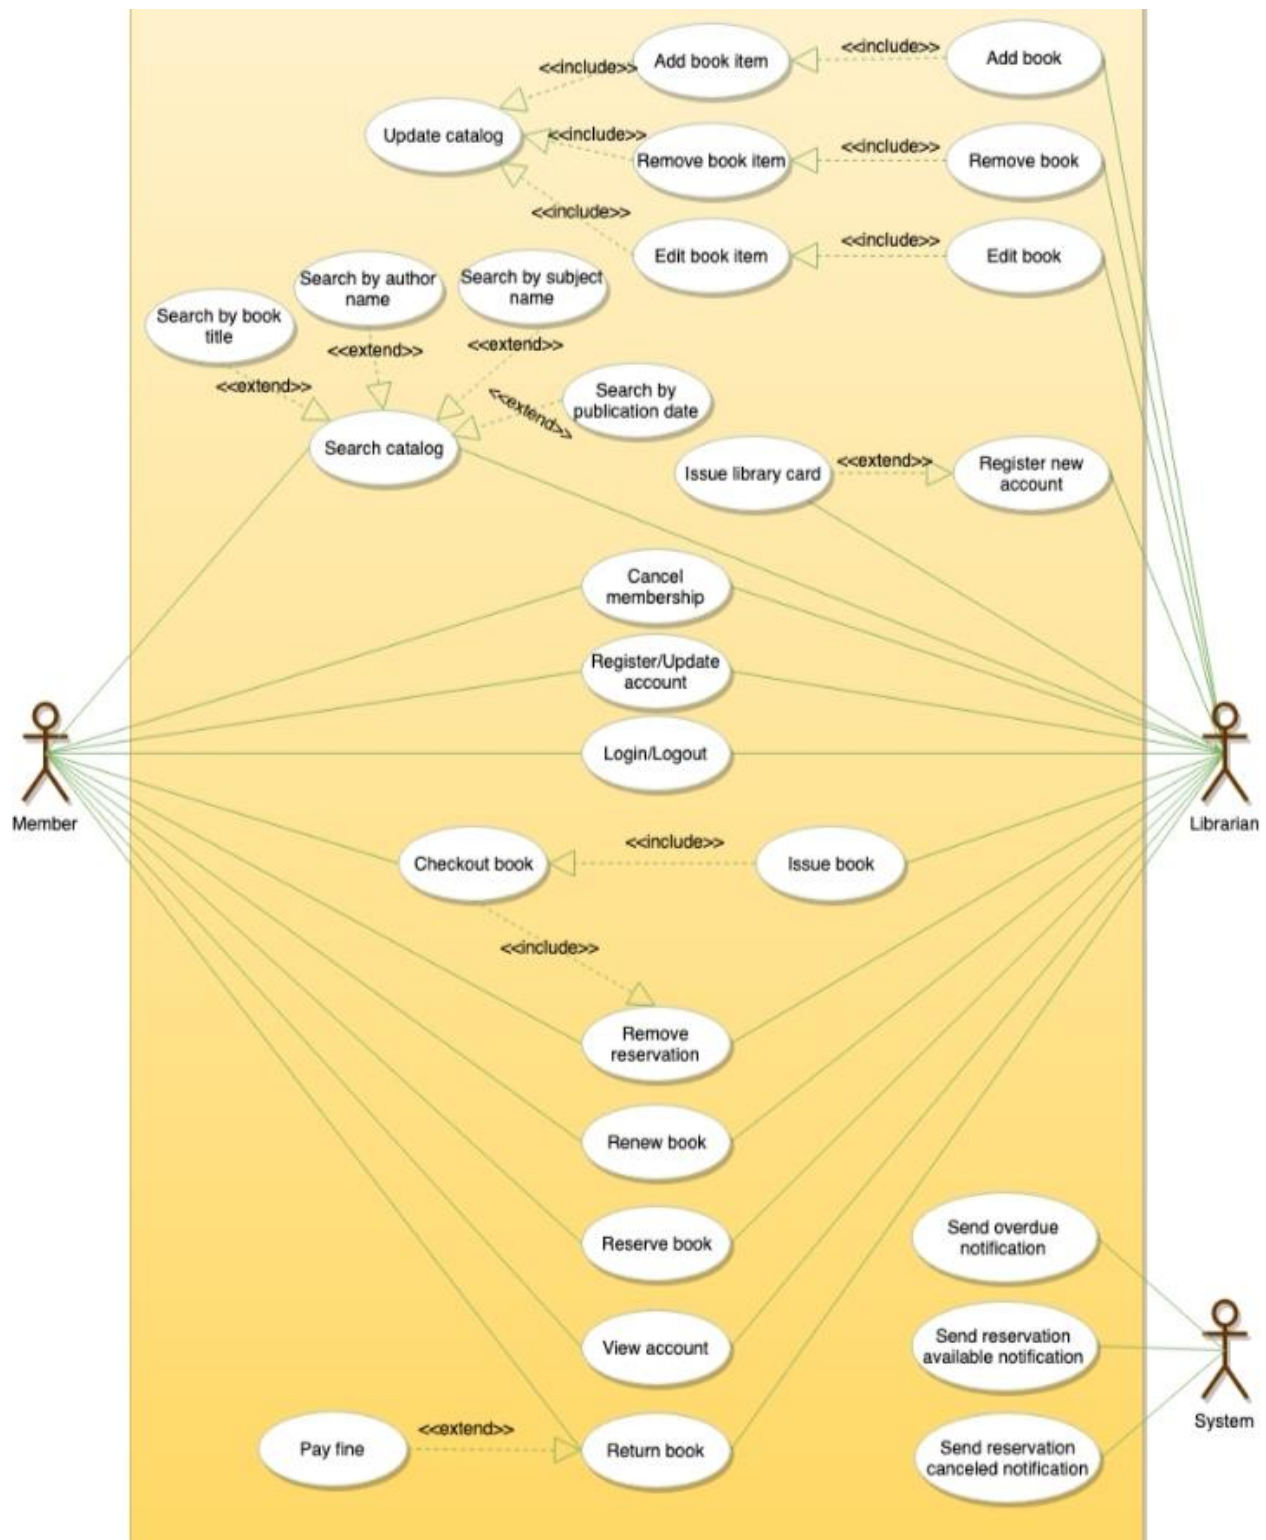 Add book item
<<include>>
Add book
<<include>>
Update catalog
<<include>>
Remove book item
<<include>>
Remove book
<<include>>
Edit book item
<<include>>
Edit book
Search by author
name
Search by subject
name
Search by book
title
<<extend>>
<<extend>>
<<extend>>
<<extend>>
Search by
publication date
Search catalog
Issue library card
<<extend>>
Register new
account
Cancel
membership
Register/Update
account
Login/Logout
Member
Librarian
Checkout book
<<include>>
Issue book
<<include>>
Remove
reservation
Renew book
Reserve book
Send overdue
notification
View account
Send reservation
available notification
System
Pay fine
<<extend>>
Return book
Send reservation
canceled notification